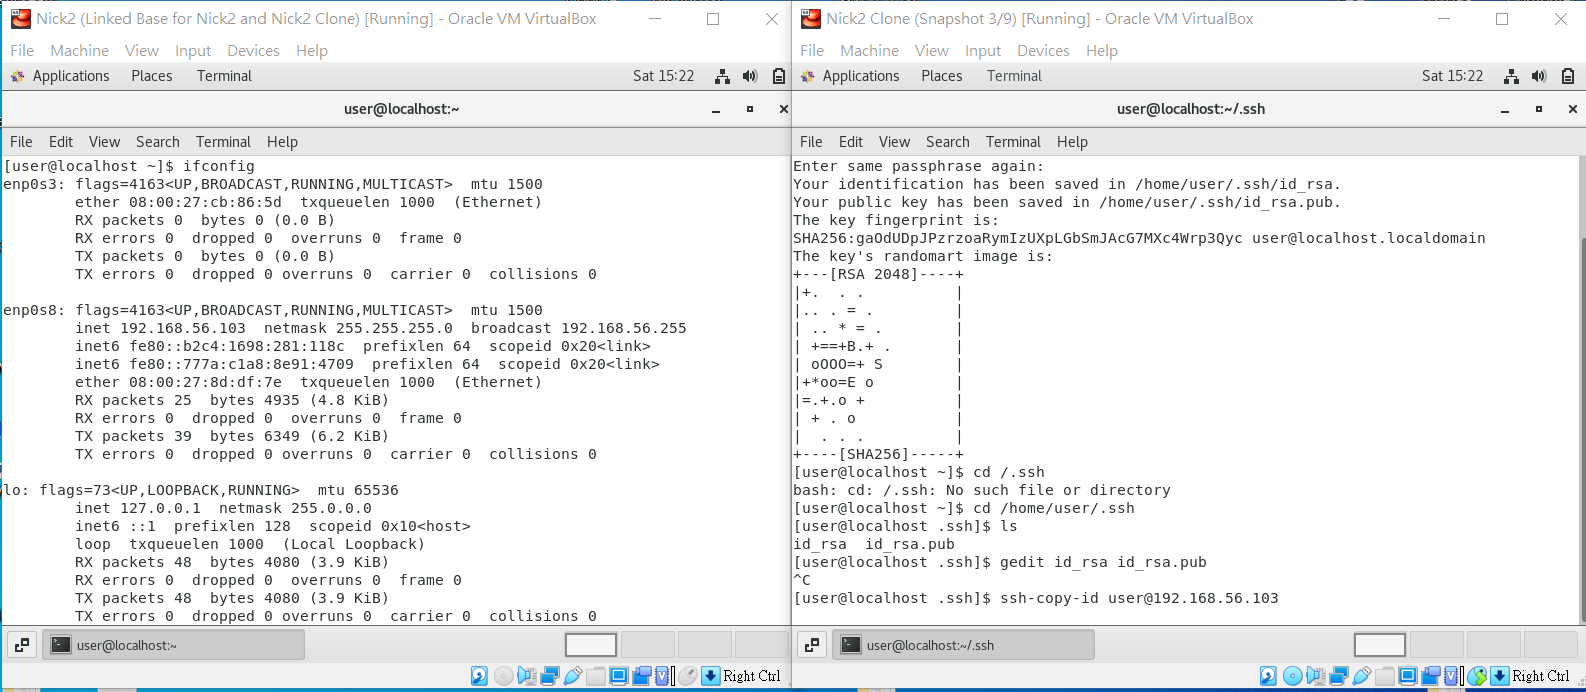 Nick2 (Linked Base for Nick2 and Nick2 Clone) [Running] - Oracle VM VirtualBox
File Machine View Input Devices Help
Applications Places Terminal Sat 15:22
user@localhost:~
File Edit View Search Terminal Help
[user@localhost ~]$ ifconfig
enp0s3: flags=4163<UP,BROADCAST,RUNNING,MULTICAST>  mtu 1500
        ether 08:00:27:cb:86:5d  txqueuelen 1000  (Ethernet)
        RX packets 0  bytes 0 (0.0 B)
        RX errors 0  dropped 0  overruns 0  frame 0
        TX packets 0  bytes 0 (0.0 B)
        TX errors 0  dropped 0 overruns 0  carrier 0  collisions 0

enp0s8: flags=4163<UP,BROADCAST,RUNNING,MULTICAST>  mtu 1500
        inet 192.168.56.103  netmask 255.255.255.0  broadcast 192.168.56.255
        inet6 fe80::b2c4:1698:281:118c  prefixlen 64  scopeid 0x20<link>
        inet6 fe80::777a:c1a8:8e91:4709  prefixlen 64  scopeid 0x20<link>
        ether 08:00:27:8d:df:7e  txqueuelen 1000  (Ethernet)
        RX packets 25  bytes 4935 (4.8 KiB)
        RX errors 0  dropped 0  overruns 0  frame 0
        TX packets 39  bytes 6349 (6.2 KiB)
        TX errors 0  dropped 0 overruns 0  carrier 0  collisions 0

lo: flags=73<UP,LOOPBACK,RUNNING>  mtu 65536
        inet 127.0.0.1  netmask 255.0.0.0
        inet6 ::1  prefixlen 128  scopeid 0x10<host>
        loop  txqueuelen 1000  (Local Loopback)
        RX packets 48  bytes 4080 (3.9 KiB)
        RX errors 0  dropped 0  overruns 0  frame 0
        TX packets 48  bytes 4080 (3.9 KiB)
        TX errors 0  dropped 0 overruns 0  carrier 0  collisions 0
user@localhost:~
Right Ctrl
Nick2 Clone (Snapshot 3/9) [Running] - Oracle VM VirtualBox
File Machine View Input Devices Help
Applications Places Terminal Sat 15:22
user@localhost:~/.ssh
File Edit View Search Terminal Help
Enter same passphrase again:
Your identification has been saved in /home/user/.ssh/id_rsa.
Your public key has been saved in /home/user/.ssh/id_rsa.pub.
The key fingerprint is:
SHA256:gaOdUDpJPzrzoaRymIzUXpLGbSmJAcG7MXc4Wrp3Qyc user@localhost.localdomain
The key's randomart image is:
+---[RSA 2048]----+
|+.  . .          |
|.. . = .         |
| .. * = .        |
| +==+B.+ .       |
| oOOO=+ S        |
|+*oo=E o         |
|=.+.o +          |
| + . o           |
|  . . .          |
+----[SHA256]-----+
[user@localhost ~]$ cd /.ssh
bash: cd: /.ssh: No such file or directory
[user@localhost ~]$ cd /home/user/.ssh
[user@localhost .ssh]$ ls
id_rsa  id_rsa.pub
[user@localhost .ssh]$ gedit id_rsa id_rsa.pub
^C
[user@localhost .ssh]$ ssh-copy-id user@192.168.56.103
user@localhost:~/.ssh
Right Ctrl